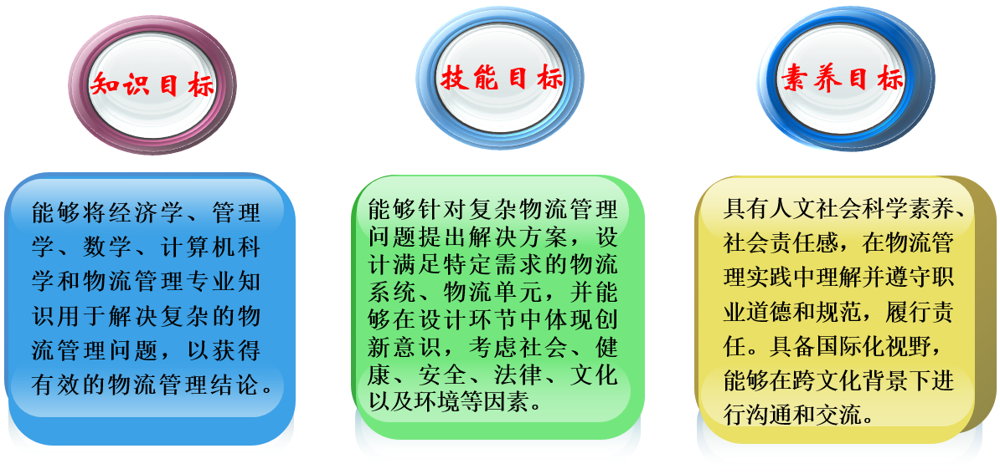 知识目标
能够将经济学、管理
学、数学、计算机科
学和物流管理专业知
识用于解决复杂的物
流管理问题，以获得
有效的物流管理结论。
技能目标
能够针对复杂物流管理
问题提出解决方案，设
计满足特定需求的物流
系统、物流单元，并能
够在设计环节中体现创
新意识，考虑社会、健
康、安全、法律、文化
以及环境等因素。
素养目标
具有人文社会科学素养、
社会责任感，在物流管
理实践中理解并遵守职
业道德和规范，履行责
任。具备国际化视野，
能够在跨文化背景下进
行沟通和交流。